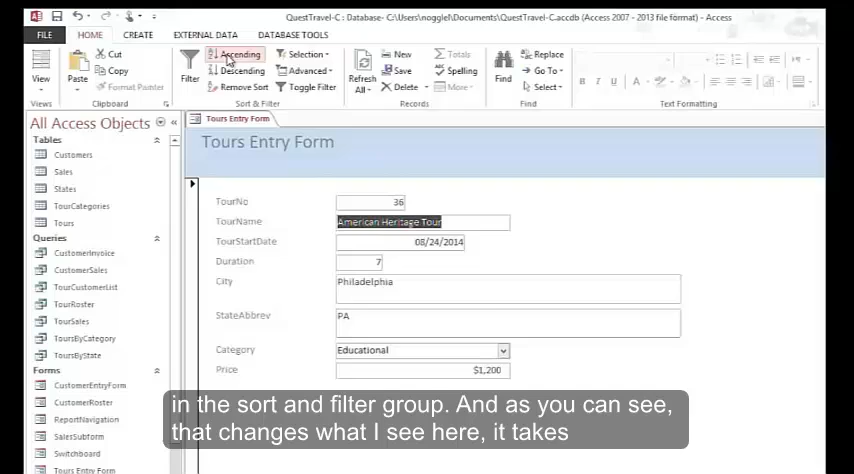 QuestTravel-C : Database- C:\Users\nogglel\Documents\QuestTravel-C.accdb (Access 2007 - 2013 file format) - Access
FILE HOME CREATE EXTERNAL DATA DATABASE TOOLS
View
Views
Paste
Cut
Copy
Format Painter
Clipboard
Filter
Ascending
Descending
Remove Sort
Selection
Advanced
Toggle Filter
Sort & Filter
Refresh
All
New
Save
Delete
Totals
Spelling
More
Records
Find
Replace
Go To
Select
Find
B I U A
Text Formatting
All Access Objects
Tables
Customers
Sales
States
TourCategories
Tours
Queries
CustomerInvoice
CustomerSales
TourCustomerList
TourRoster
TourSales
ToursByCategory
ToursByState
Forms
CustomerEntryForm
CustomerRoster
ReportNavigation
SalesSubform
Switchboard
Tours Entry Form
Tours Entry Form
Tours Entry Form
TourNo 36
TourName American Heritage Tour
TourStartDate 08/24/2014
Duration 7
City Philadelphia
StateAbbrev PA
Category Educational
Price $1,200
in the sort and filter group. And as you can see,
that changes what I see here, it takes